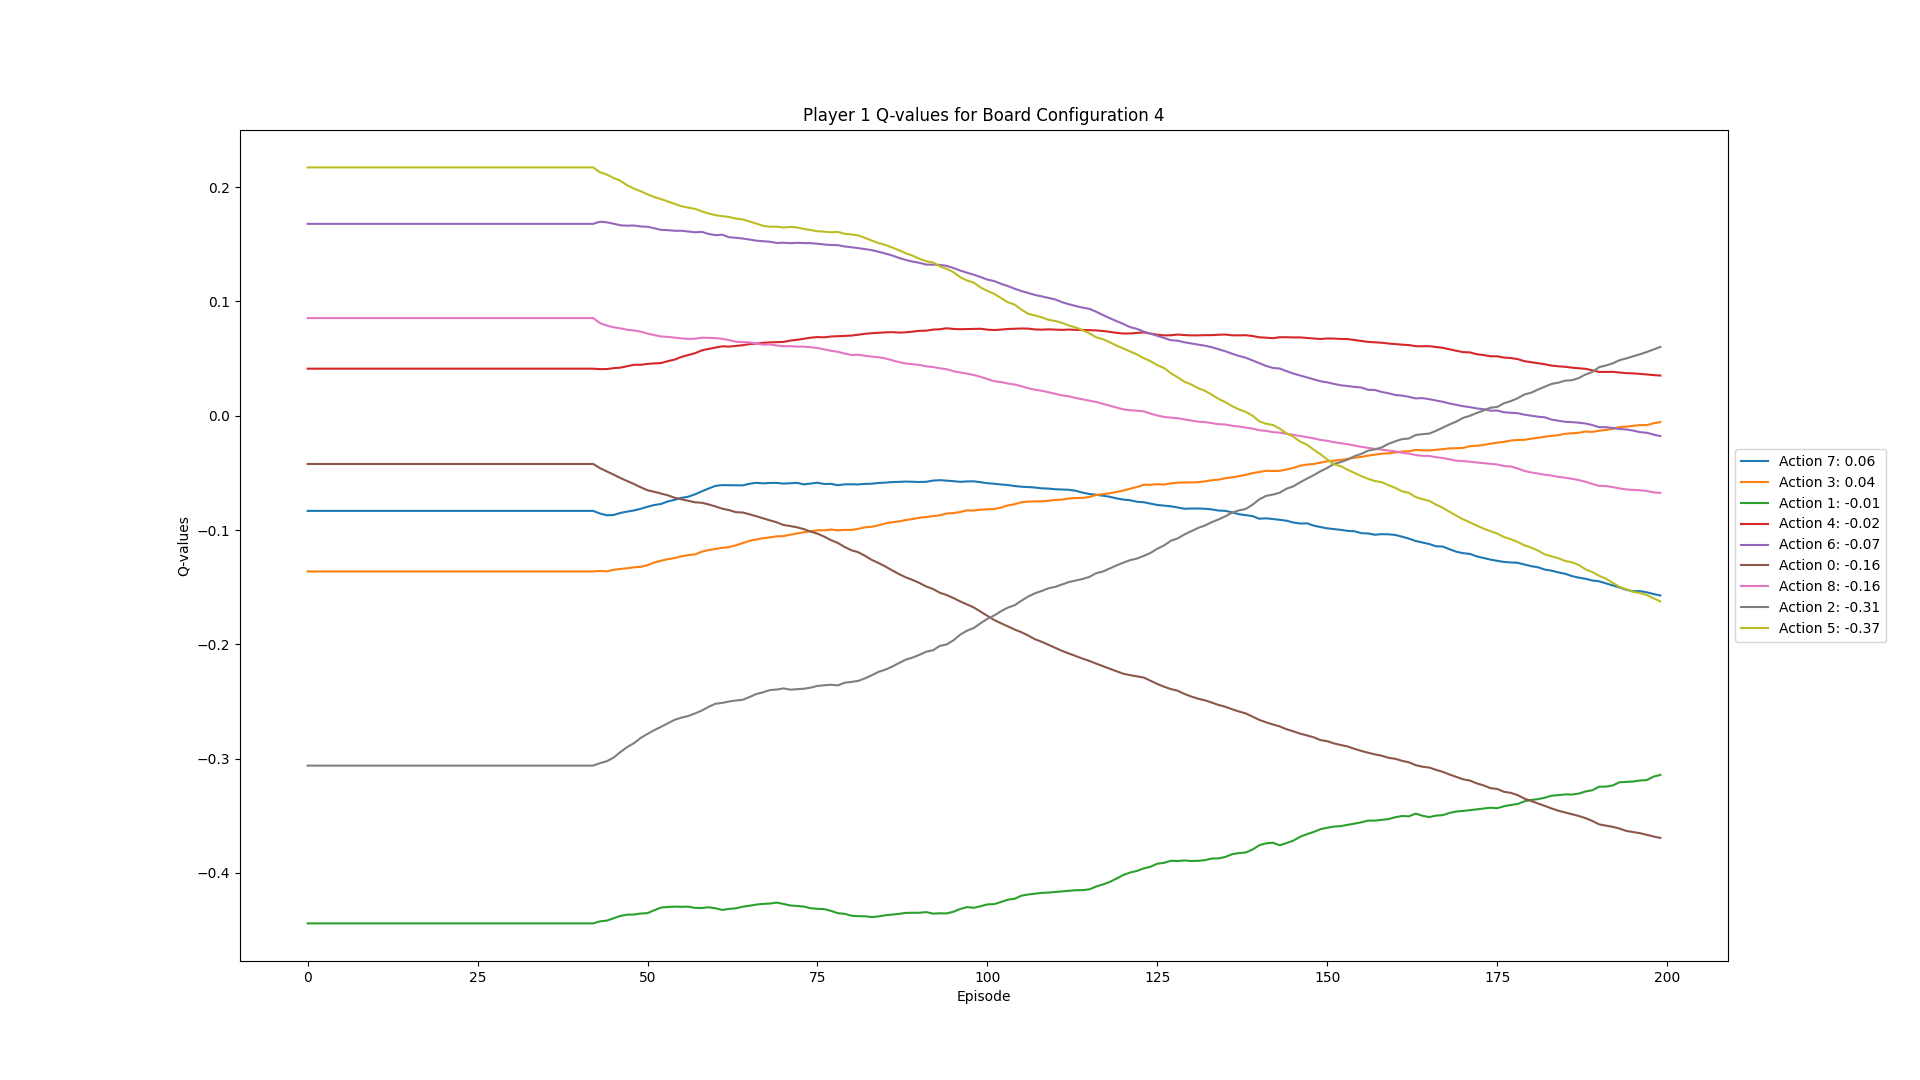 Player 1 Q-values for Board Configuration 4
0.2
0.1
0.0
−0.1
−0.2
−0.3
−0.4
Q-values
0 25 50 75 100 125 150 175 200
Episode
Action 7: 0.06
Action 3: 0.04
Action 1: -0.01
Action 4: -0.02
Action 6: -0.07
Action 0: -0.16
Action 8: -0.16
Action 2: -0.31
Action 5: -0.37